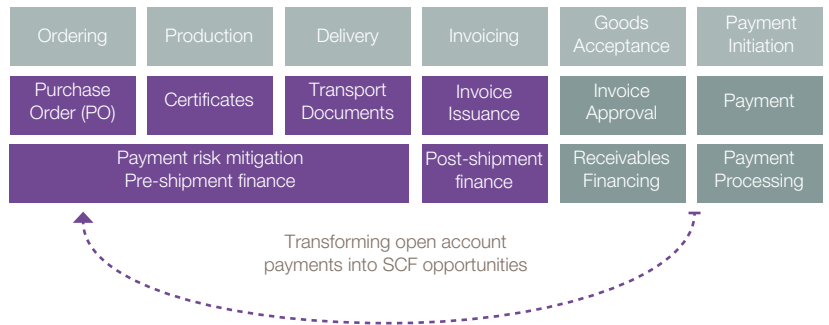 Ordering
Production
Delivery
Invoicing
Goods
Acceptance
Payment
Initiation
Purchase
Order (PO)
Certificates
Transport
Documents
Invoice
Issuance
Invoice
Approval
Payment
Payment risk mitigation
Pre-shipment finance
Post-shipment
finance
Receivables
Financing
Payment
Processing
Transforming open account
payments into SCF opportunities